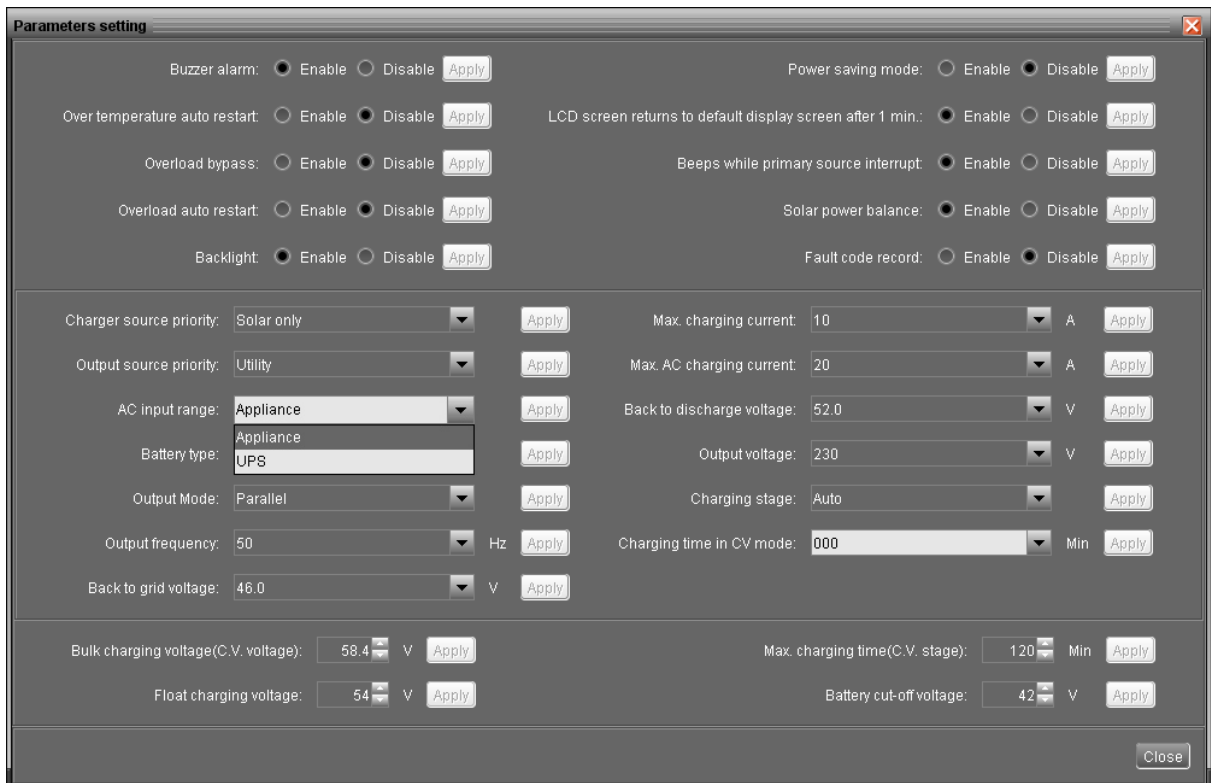 Parameters setting
Buzzer alarm: Enable Disable Apply Power saving mode: Enable Disable Apply
Over temperature auto restart: Enable Disable Apply LCD screen returns to default display screen after 1 min.: Enable Disable Apply
Overload bypass: Enable Disable Apply Beeps while primary source interrupt: Enable Disable Apply
Overload auto restart: Enable Disable Apply Solar power balance: Enable Disable Apply
Backlight: Enable Disable Apply Fault code record: Enable Disable Apply
Charger source priority: Solar only Apply Max. charging current: 10 A Apply
Output source priority: Utility Apply Max. AC charging current: 20 A Apply
AC input range: Appliance Apply Back to discharge voltage: 52.0 V Apply
Appliance
Battery type: UPS Apply Output voltage: 230 V Apply
Output Mode: Parallel Apply Charging stage: Auto Apply
Output frequency: 50 Hz Apply Charging time in CV mode: 000 Min Apply
Back to grid voltage: 46.0 V Apply
Bulk charging voltage(C.V. voltage): 58.4 V Apply Max. charging time(C.V. stage): 120 Min Apply
Float charging voltage: 54 V Apply Battery cut-off voltage: 42 V Apply
Close